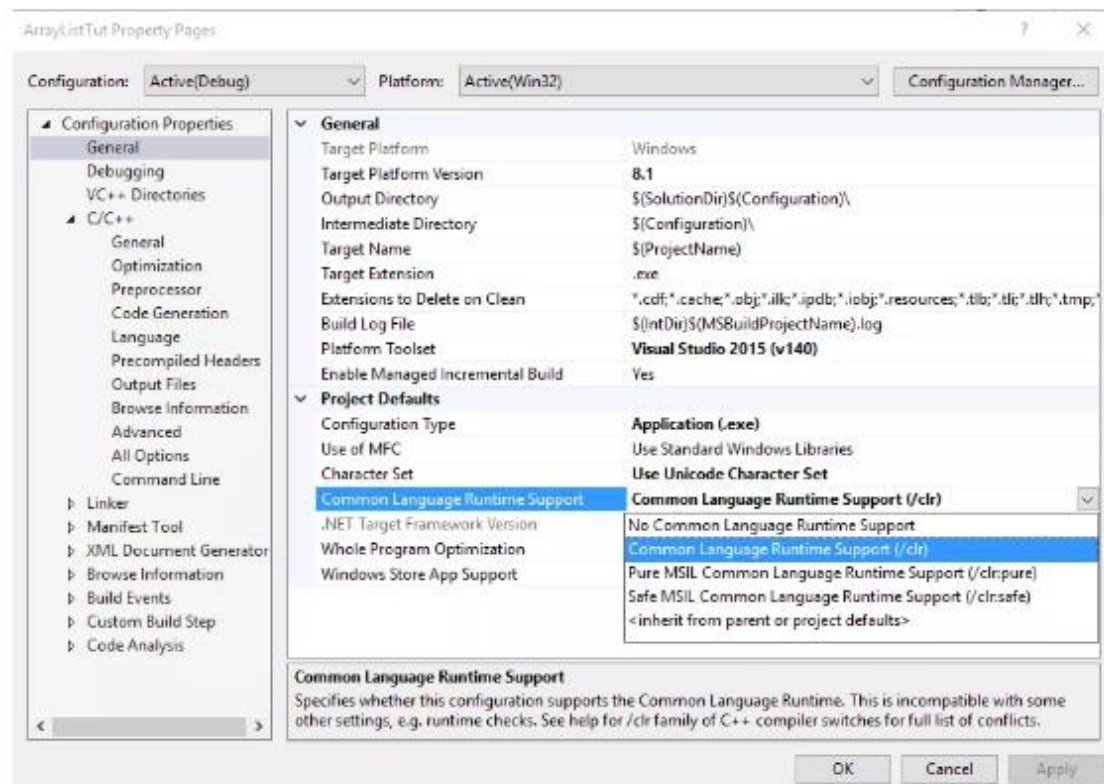 ArrayListTut Property Pages
Configuration: Active(Debug) Platform: Active(Win32) Configuration Manager...
Configuration Properties
General
Debugging
VC++ Directories
C/C++
General
Optimization
Preprocessor
Code Generation
Language
Precompiled Headers
Output Files
Browse Information
Advanced
All Options
Command Line
Linker
Manifest Tool
XML Document Generator
Browse Information
Build Events
Custom Build Step
Code Analysis
General
Target Platform Windows
Target Platform Version 8.1
Output Directory $(SolutionDir)$(Configuration)\
Intermediate Directory $(Configuration)\
Target Name $(ProjectName)
Target Extension .exe
Extensions to Delete on Clean *.cdf;*.cache;*.obj;*.ilk;*.ipdb;*.iobj;*.resources;*.tlb;*.tli;*.tlh;*.tmp;*
Build Log File $(IntDir)$(MSBuildProjectName).log
Platform Toolset Visual Studio 2015 (v140)
Enable Managed Incremental Build Yes
Project Defaults
Configuration Type Application (.exe)
Use of MFC Use Standard Windows Libraries
Character Set Use Unicode Character Set
Common Language Runtime Support Common Language Runtime Support (/clr)
.NET Target Framework Version No Common Language Runtime Support
Whole Program Optimization Common Language Runtime Support (/clr)
Windows Store App Support Pure MSIL Common Language Runtime Support (/clr:pure)
Safe MSIL Common Language Runtime Support (/clr:safe)
<inherit from parent or project defaults>
Common Language Runtime Support
Specifies whether this configuration supports the Common Language Runtime. This is incompatible with some
other settings, e.g. runtime checks. See help for /clr family of C++ compiler switches for full list of conflicts.
OK Cancel Apply